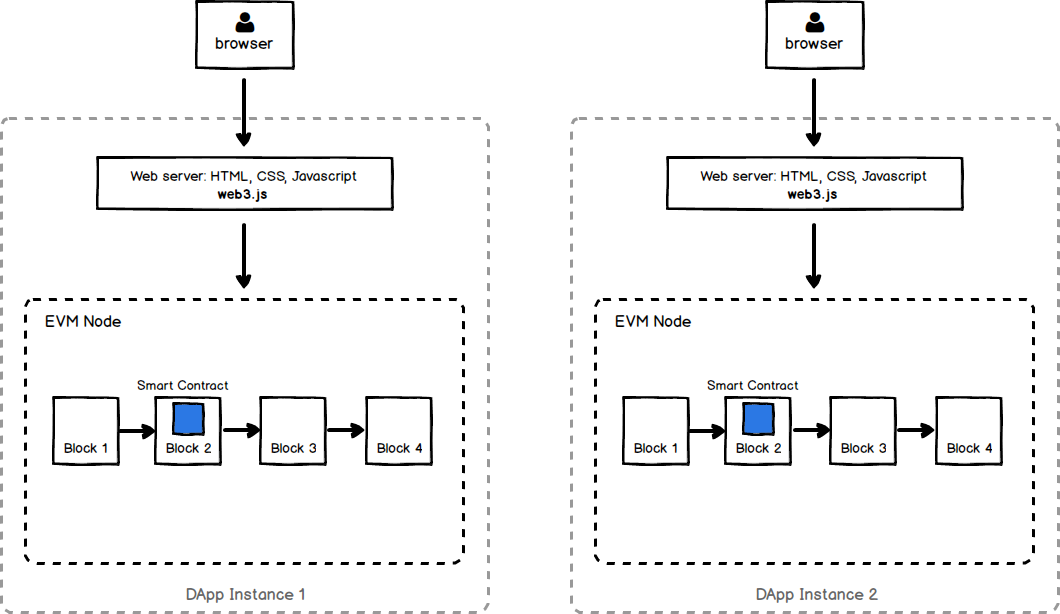 browser
Web server: HTML, CSS, Javascript
web3.js
EVM Node
Smart Contract
Block 1
Block 2
Block 3
Block 4
DApp Instance 1
browser
Web server: HTML, CSS, Javascript
web3.js
EVM Node
Smart Contract
Block 1
Block 2
Block 3
Block 4
DApp Instance 2